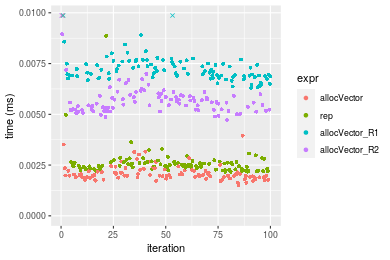 0.0100
0.0075
0.0050
0.0025
0.0000
time (ms)
0
25
50
75
100
iteration
expr
allocVector
rep
allocVector_R1
allocVector_R2